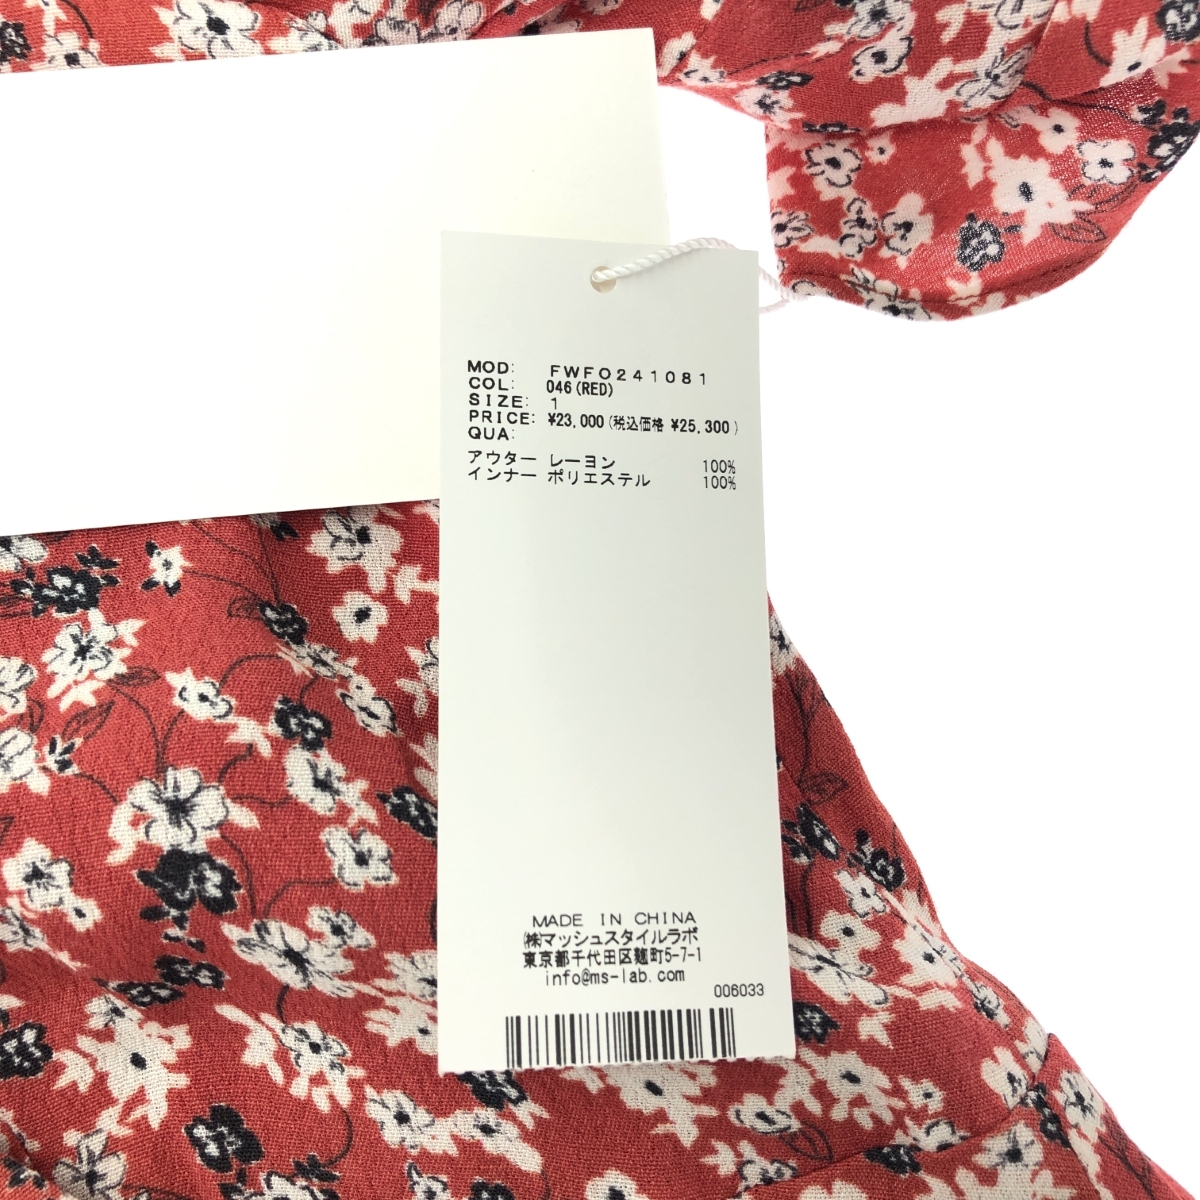 MOD: FWFO241081
COL: 046(RED)
SIZE: 1
PRICE: ¥23,000(税込価格 ¥25,300)
QUA:
アウター レーヨン 100%
インナー ポリエステル 100%
MADE IN CHINA
㈱マッシュスタイルラボ
東京都千代田区麹町5-7-1
info@ms-lab.com
006033